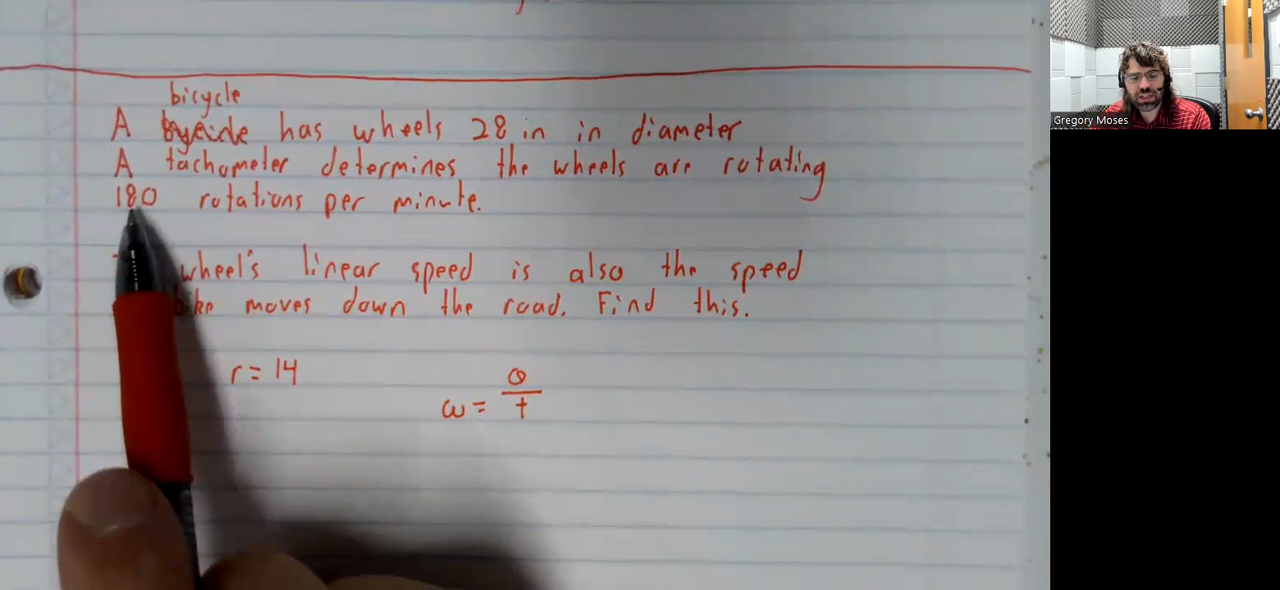 bicycle
A has wheels 28 in in diameter
A tachometer determines the wheels are rotating
180 rotations per minute.
wheel's linear speed is also the speed
bike moves down the road. Find this.
r = 14
ω = θ / t
Gregory Moses